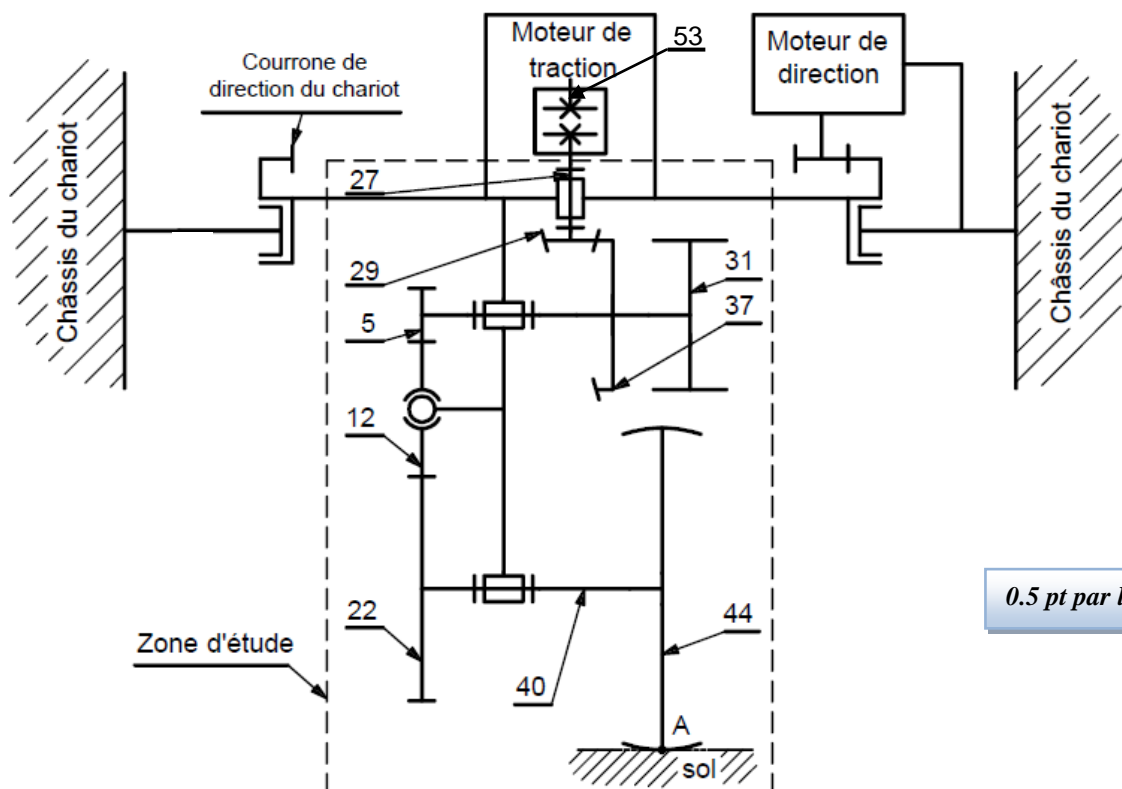 Moteur de
traction
53
Moteur de
direction
Courrone de
direction du chariot
Châssis du chariot
Châssis du chariot
27
29
31
5
37
12
22
44
0.5 pt par l
Zone d'étude
40
A
sol